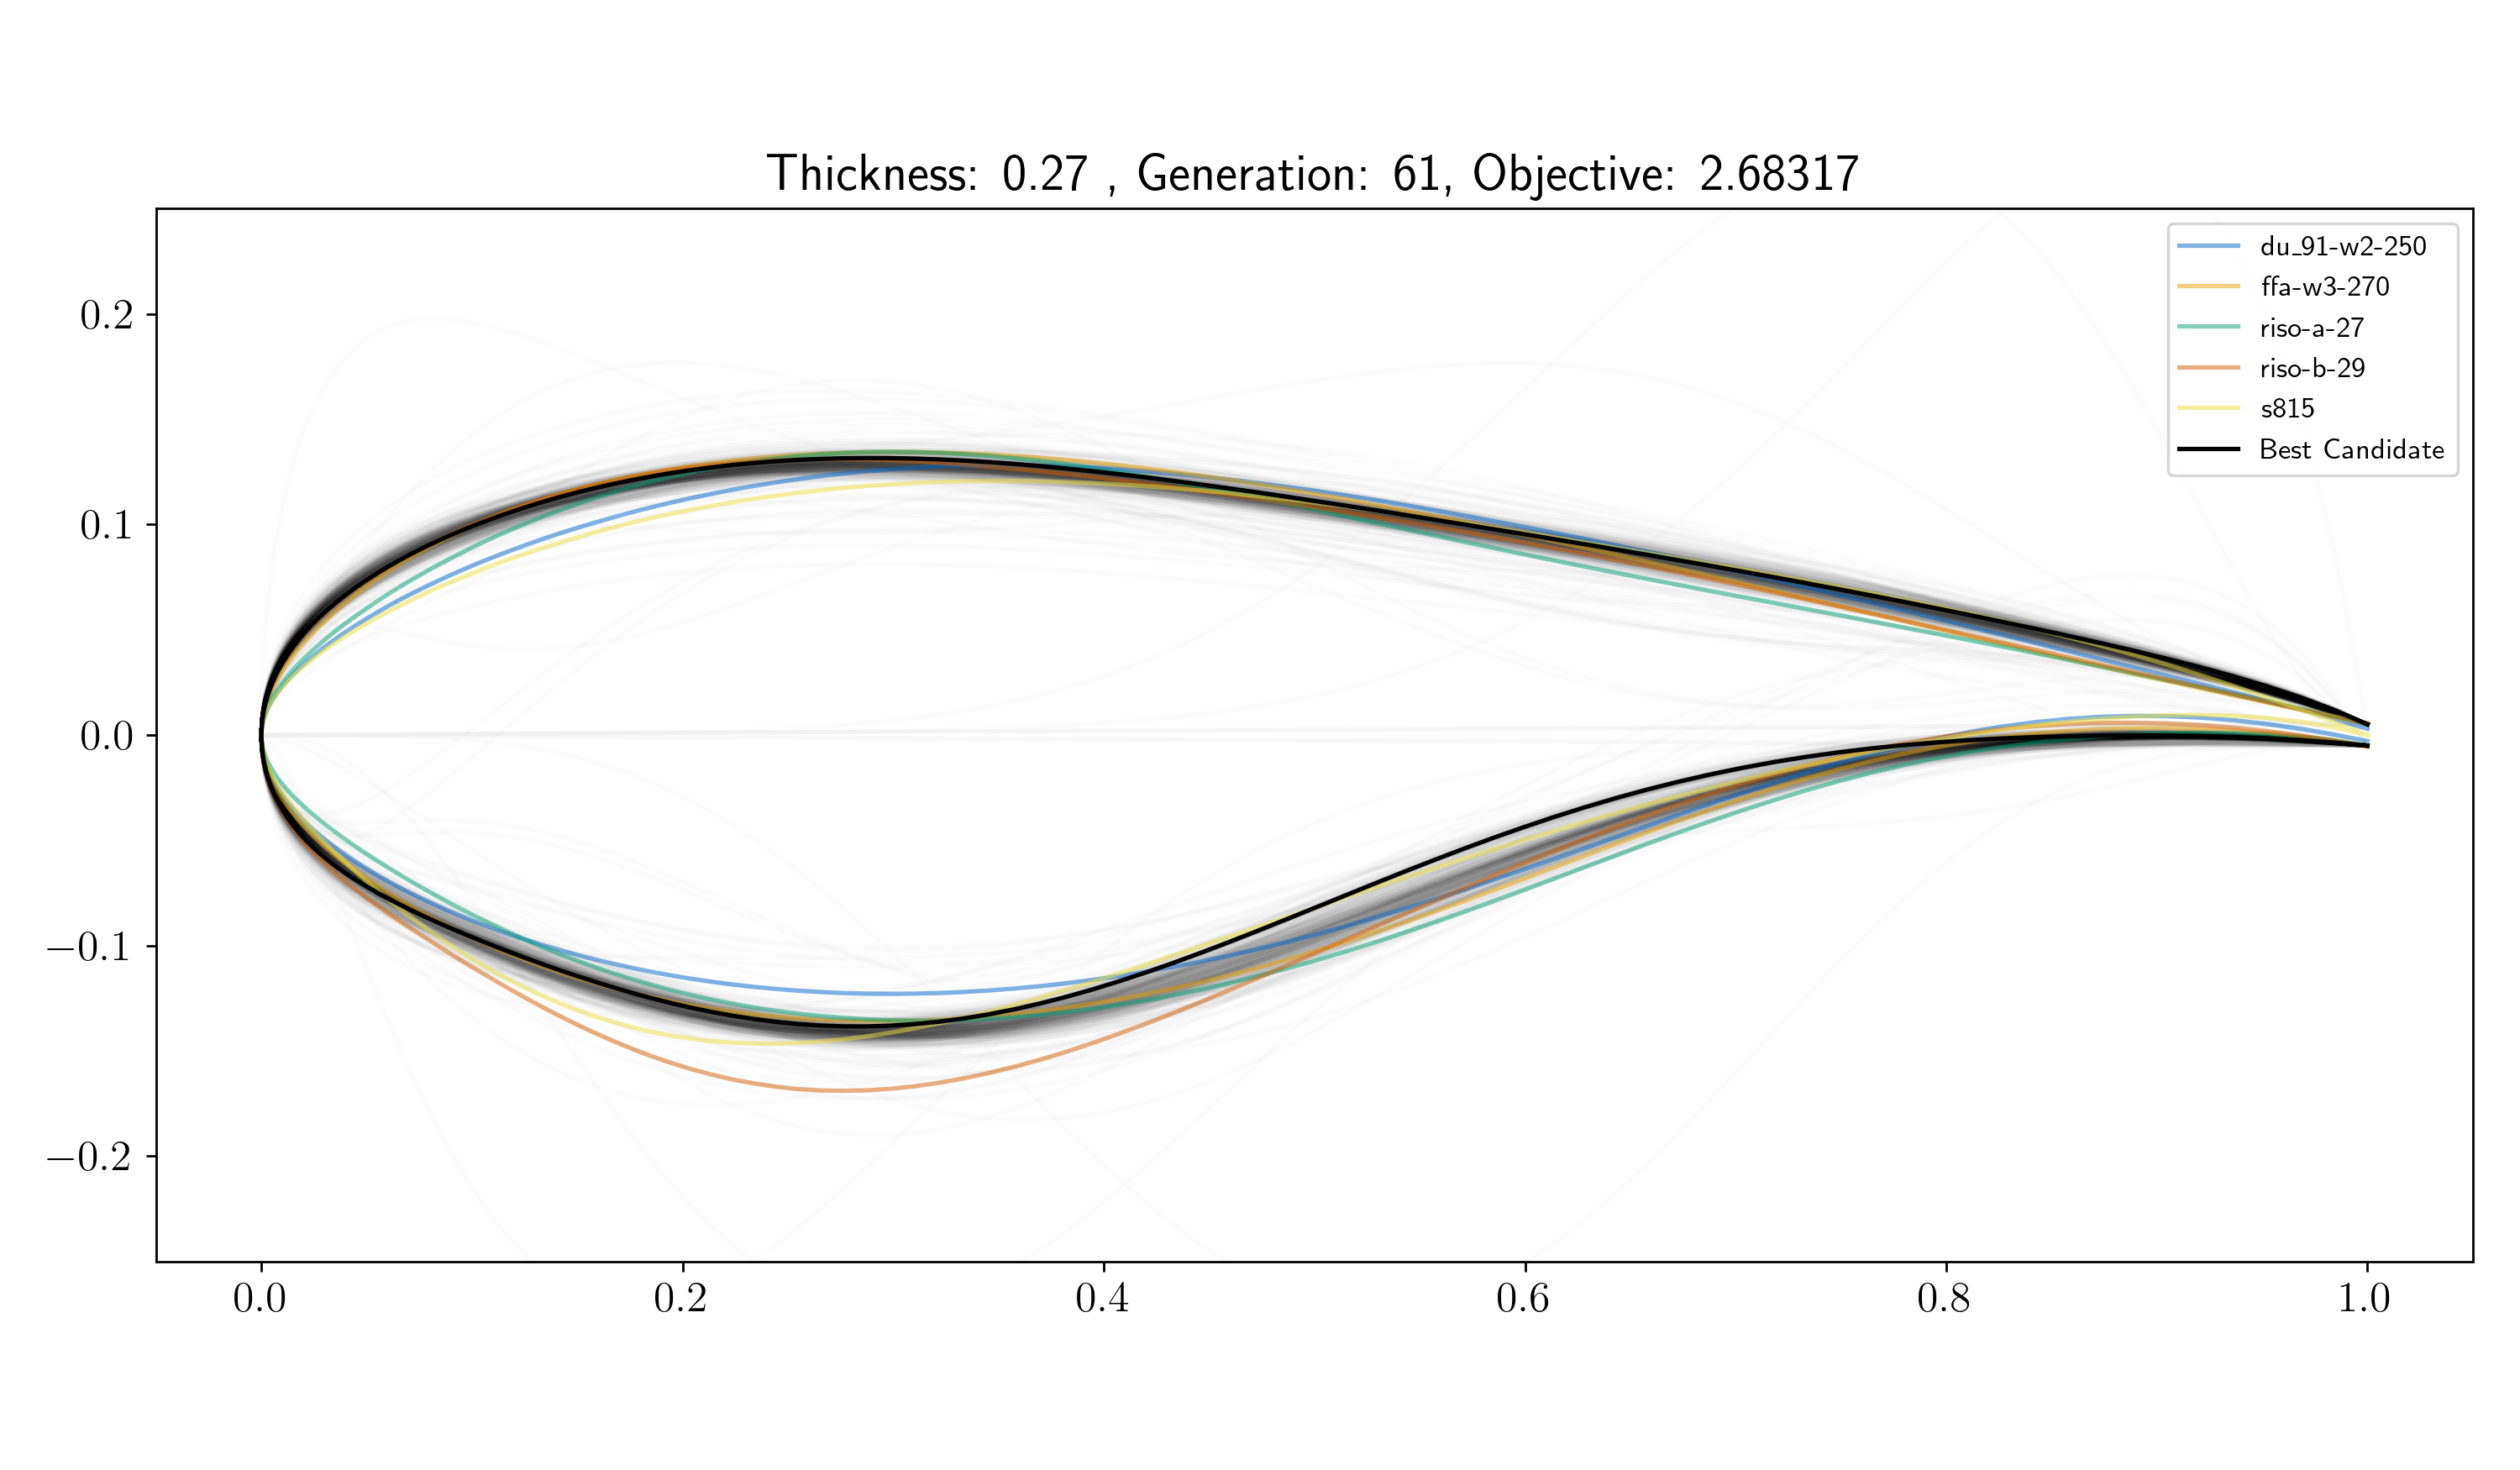 Thickness: 0.27 , Generation: 61, Objective: 2.68317
du_91-w2-250
ffa-w3-270
riso-a-27
riso-b-29
s815
Best Candidate
0.2
0.1
0.0
−0.1
−0.2
0.0 0.2 0.4 0.6 0.8 1.0